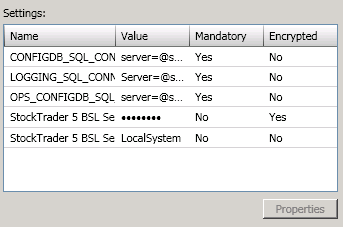 Settings:
Name Value Mandatory Encrypted
CONFIGDB_SQL_CON server=@s... Yes No
LOGGING_SQL_CONN server=@s... Yes No
OPS_CONFIGDB_SQL server=@s... Yes No
StockTrader 5 BSL Se •••••••• No Yes
StockTrader 5 BSL Se LocalSystem No No
Properties